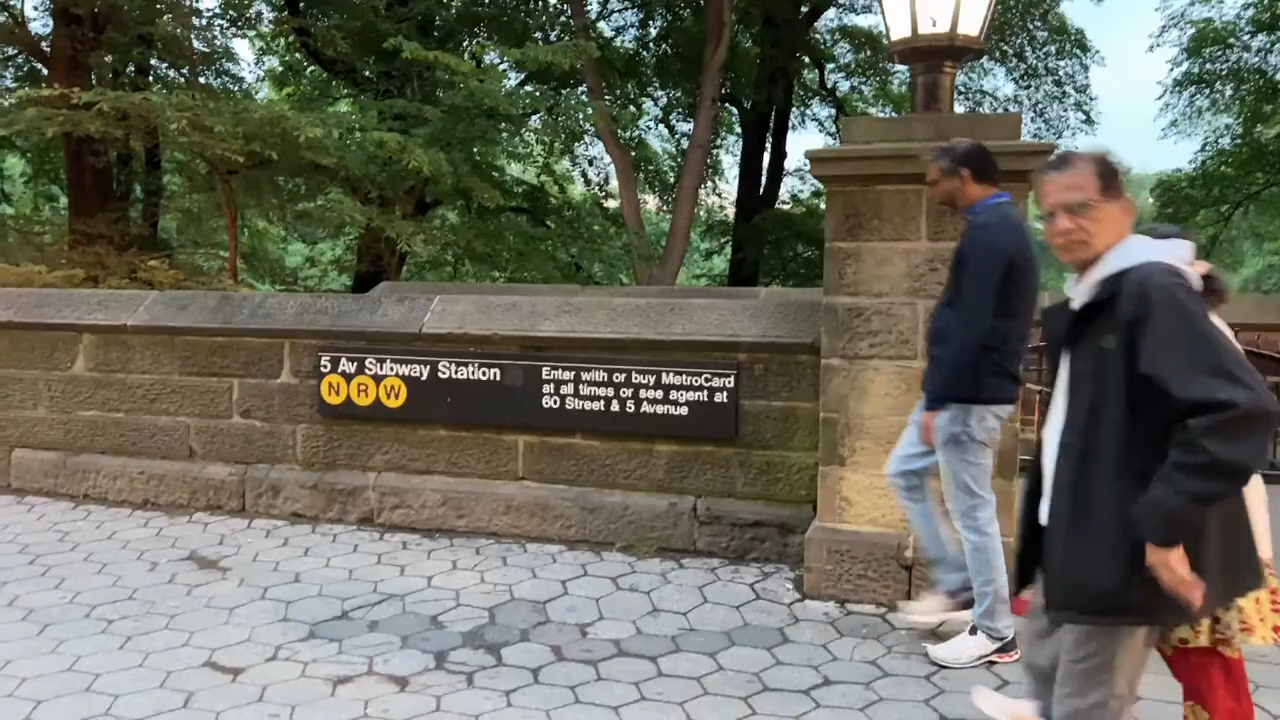 5 Av Subway Station
N R W
Enter with or buy MetroCard
at all times or see agent at
60 Street & 5 Avenue